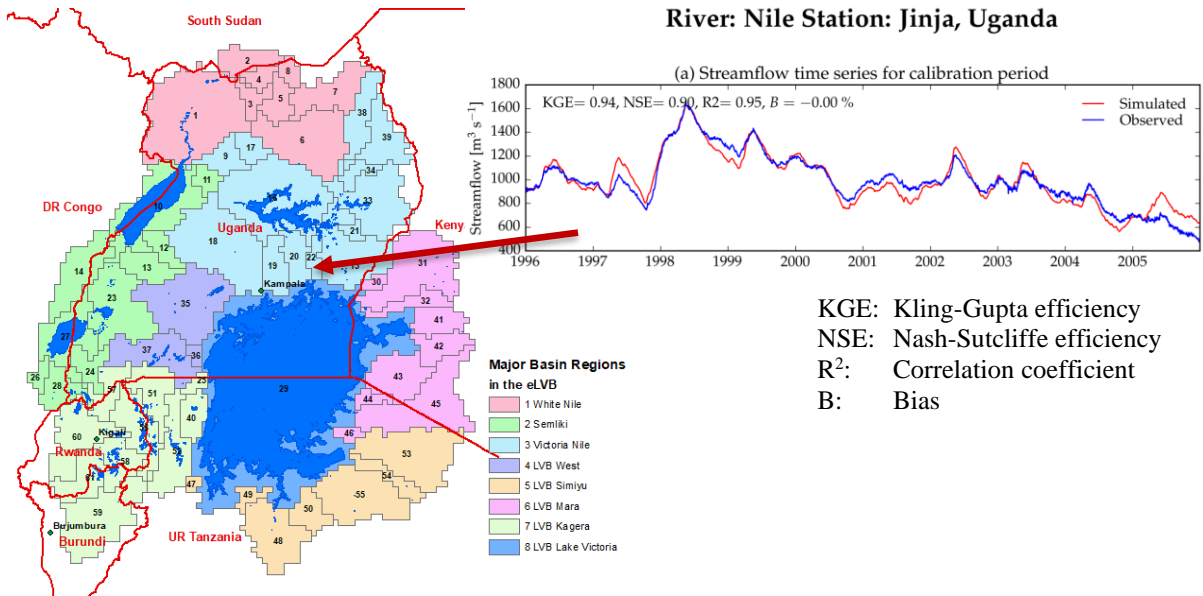 South Sudan
River: Nile Station: Jinja, Uganda
(a) Streamflow time series for calibration period
KGE= 0.94, NSE= 0.90, R2= 0.95, B = −0.00 %
Simulated
Observed
Streamflow [m³ s⁻¹]
1800
1600
1400
1200
1000
800
600
400
1996 1997 1998 1999 2000 2001 2002 2003 2004 2005
KGE: Kling-Gupta efficiency
NSE: Nash-Sutcliffe efficiency
R²: Correlation coefficient
B: Bias
2
8
4
7
1
3
5
38
6
39
9
17
34
11
DR Congo
10
16
33
Uganda
Keny
21
12
18
20
22
14
13
19
31
Kampala
30
23
35
32
41
27
37
36
42
24
25
43
26
28
57
51
29
44
45
40
60
Kigali
46
Rwanda
58
53
54
47
49
55
50
59
Bujumbura
Burundi
UR Tanzania
48
Major Basin Regions
in the eLVB
1 White Nile
2 Semliki
3 Victoria Nile
4 LVB West
5 LVB Simiyu
6 LVB Mara
7 LVB Kagera
8 LVB Lake Victoria